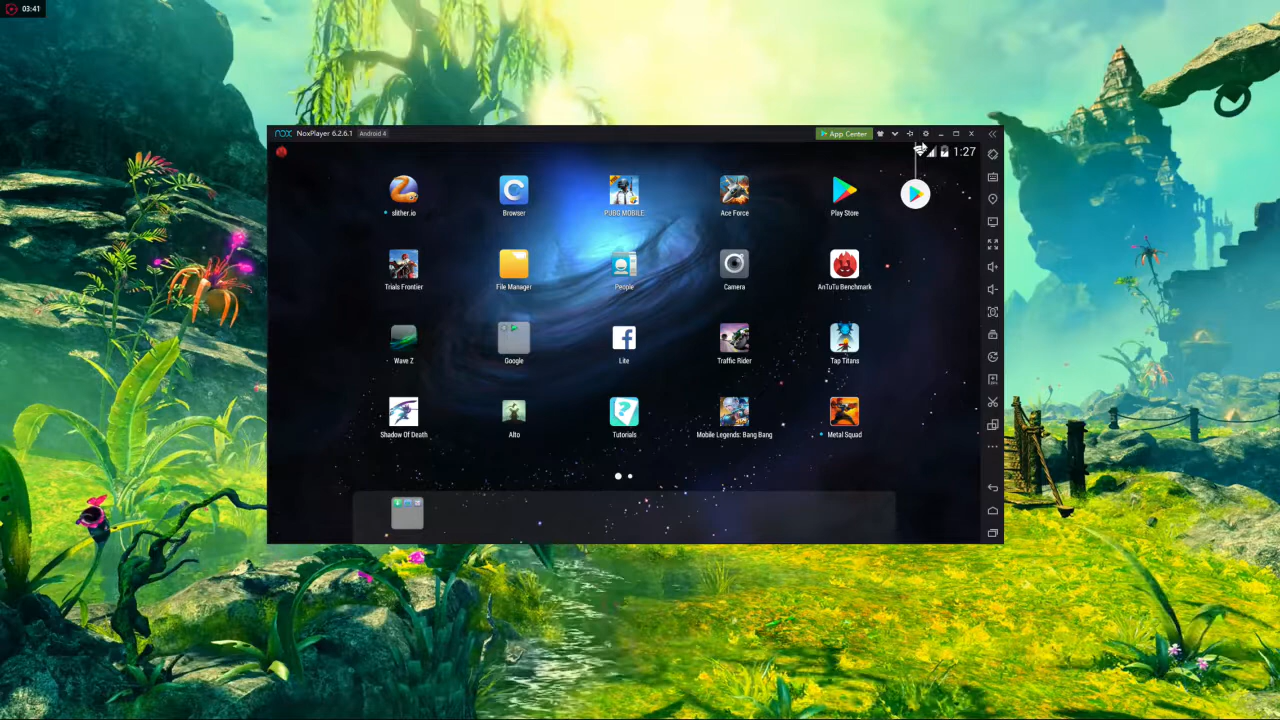 03:41
nox NoxPlayer 6.2.6.1 Android 4
App Center
1:27
slither.io
Browser
PUBG MOBILE
Ace Force
Play Store
Trials Frontier
File Manager
People
Camera
AnTuTu Benchmark
Wave Z
Google
Lite
Traffic Rider
Tap Titans
Shadow Of Death
Alto
Tutorials
Mobile Legends: Bang Bang
Metal Squad